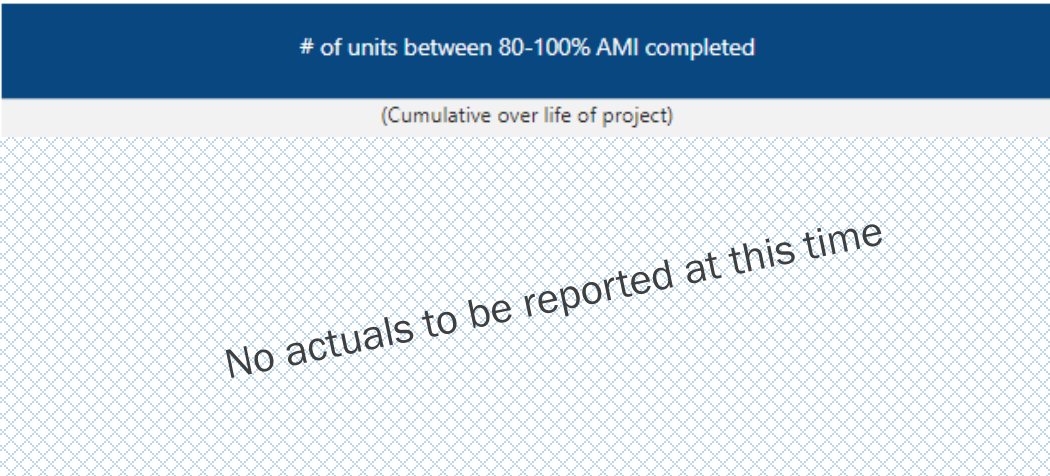 # of units between 80-100% AMI completed
(Cumulative over life of project)
No actuals to be reported at this time